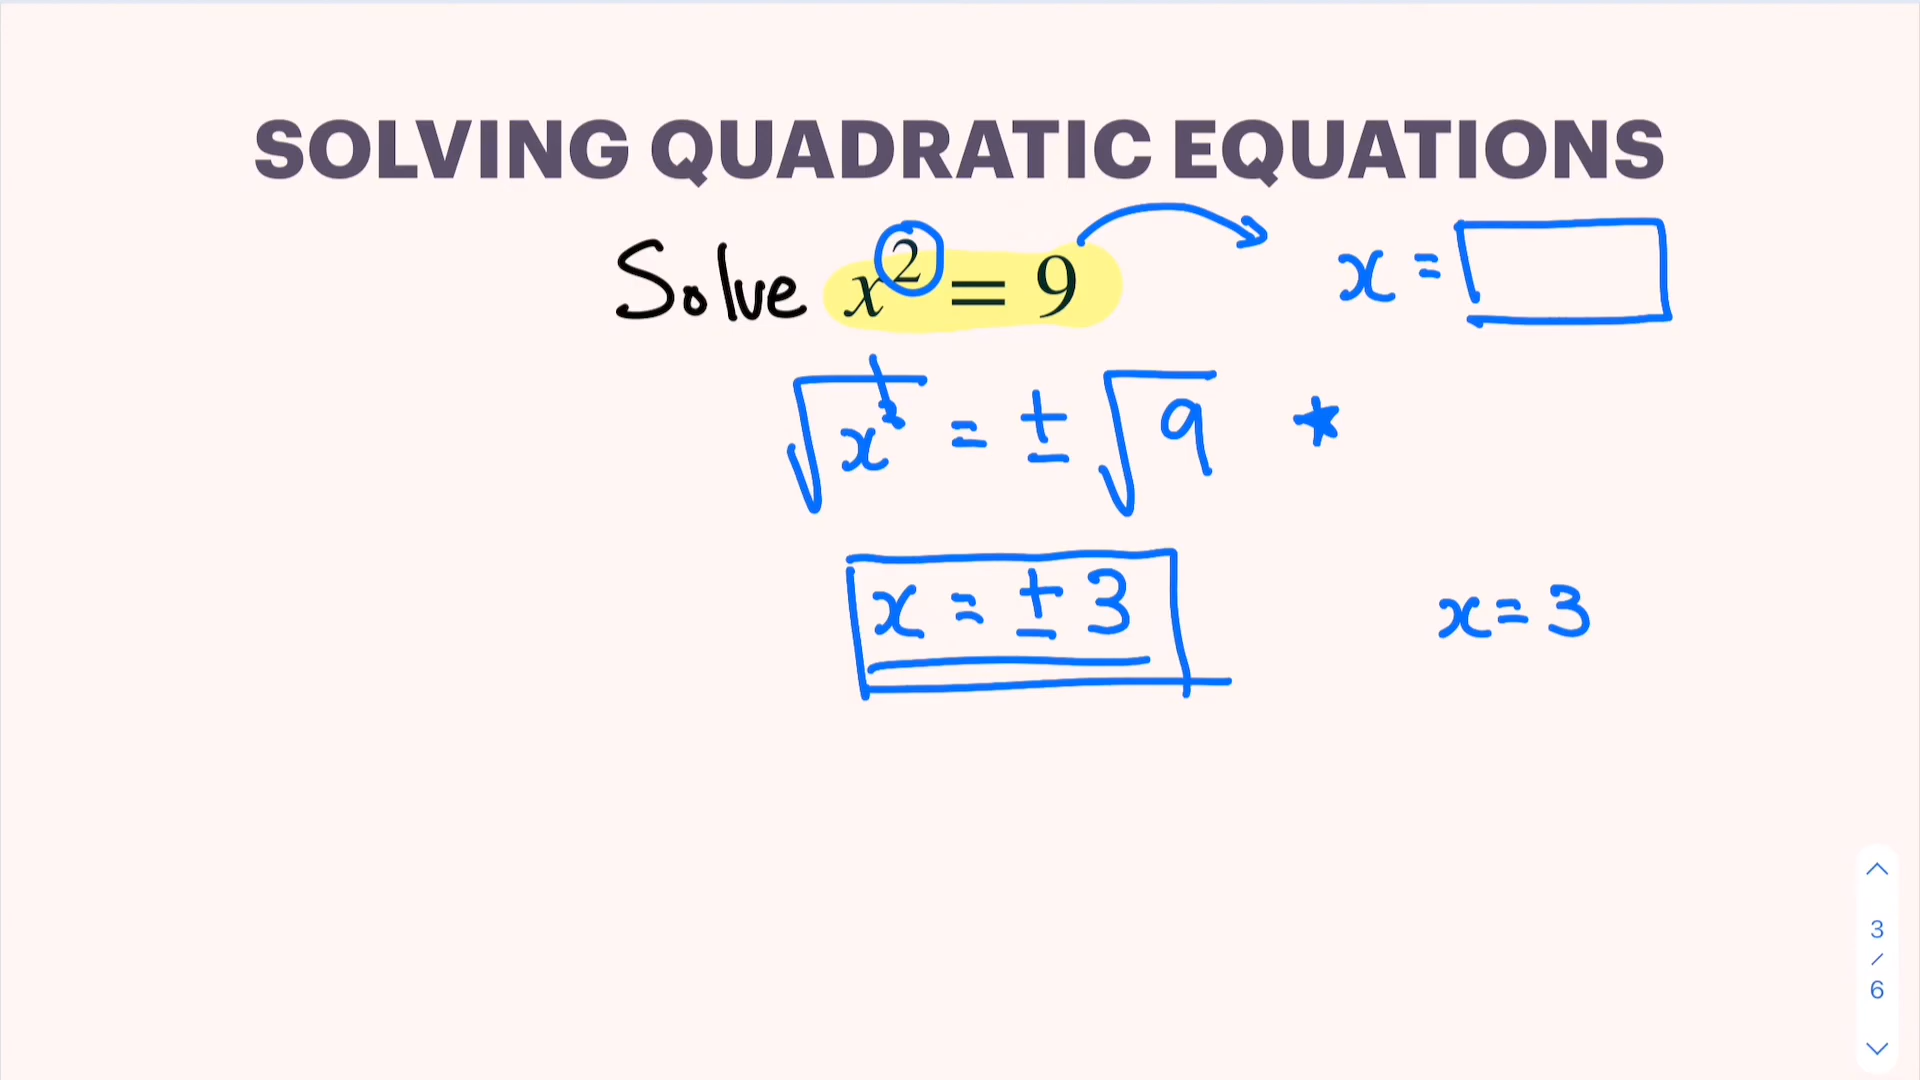 SOLVING QUADRATIC EQUATIONS
Solve x² = 9
x =
√x² = ± √9 ★
x = ± 3
x = 3
3
/
6